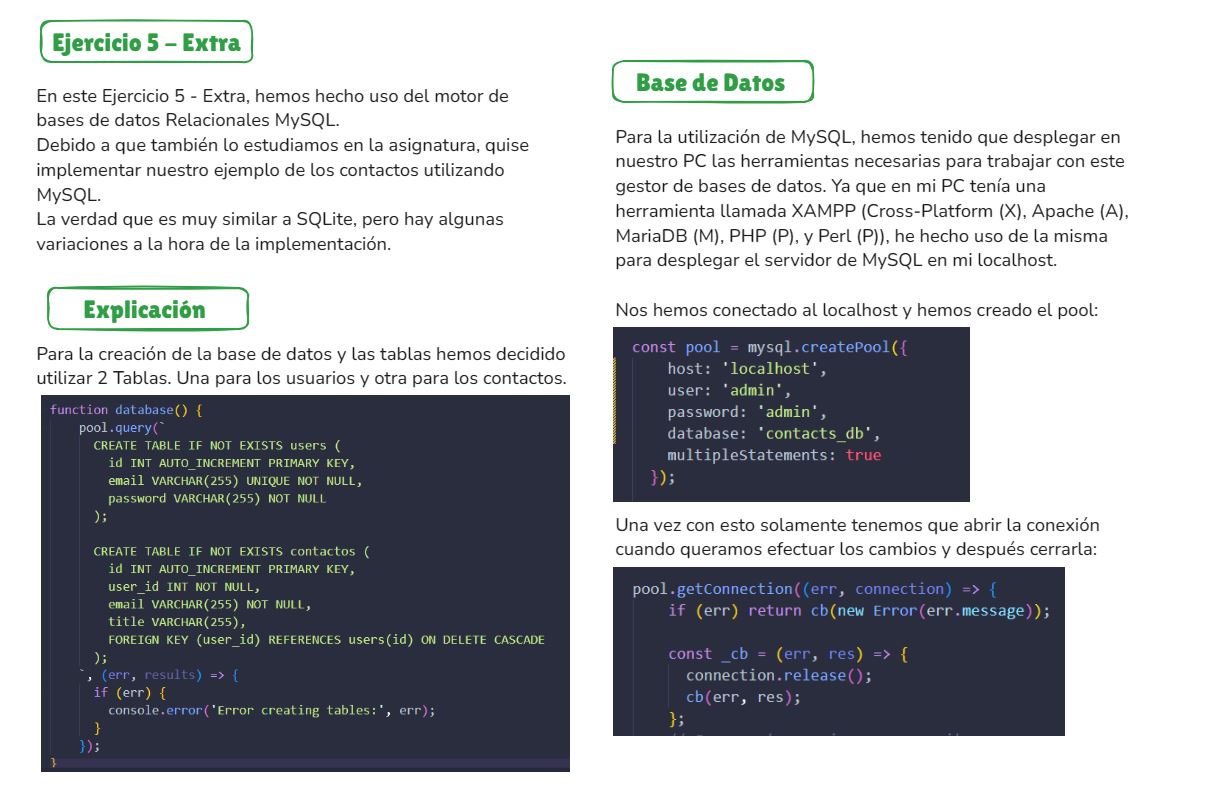 Ejercicio 5 – Extra
En este Ejercicio 5 - Extra, hemos hecho uso del motor de
bases de datos Relacionales MySQL.
Debido a que también lo estudiamos en la asignatura, quise
implementar nuestro ejemplo de los contactos utilizando
MySQL.
La verdad que es muy similar a SQLite, pero hay algunas
variaciones a la hora de la implementación.
Explicación
Para la creación de la base de datos y las tablas hemos decidido
utilizar 2 Tablas. Una para los usuarios y otra para los contactos.
function database() {
pool.query(`
CREATE TABLE IF NOT EXISTS users (
id INT AUTO_INCREMENT PRIMARY KEY,
email VARCHAR(255) UNIQUE NOT NULL,
password VARCHAR(255) NOT NULL
);
CREATE TABLE IF NOT EXISTS contactos (
id INT AUTO_INCREMENT PRIMARY KEY,
user_id INT NOT NULL,
email VARCHAR(255) NOT NULL,
title VARCHAR(255),
FOREIGN KEY (user_id) REFERENCES users(id) ON DELETE CASCADE
);
`, (err, results) => {
if (err) {
console.error('Error creating tables:', err);
}
});
}
Base de Datos
Para la utilización de MySQL, hemos tenido que desplegar en
nuestro PC las herramientas necesarias para trabajar con este
gestor de bases de datos. Ya que en mi PC tenía una
herramienta llamada XAMPP (Cross-Platform (X), Apache (A),
MariaDB (M), PHP (P), y Perl (P)), he hecho uso de la misma
para desplegar el servidor de MySQL en mi localhost.
Nos hemos conectado al localhost y hemos creado el pool:
const pool = mysql.createPool({
host: 'localhost',
user: 'admin',
password: 'admin',
database: 'contacts_db',
multipleStatements: true
});
Una vez con esto solamente tenemos que abrir la conexión
cuando queramos efectuar los cambios y después cerrarla:
pool.getConnection((err, connection) => {
if (err) return cb(new Error(err.message));
const _cb = (err, res) => {
connection.release();
cb(err, res);
};